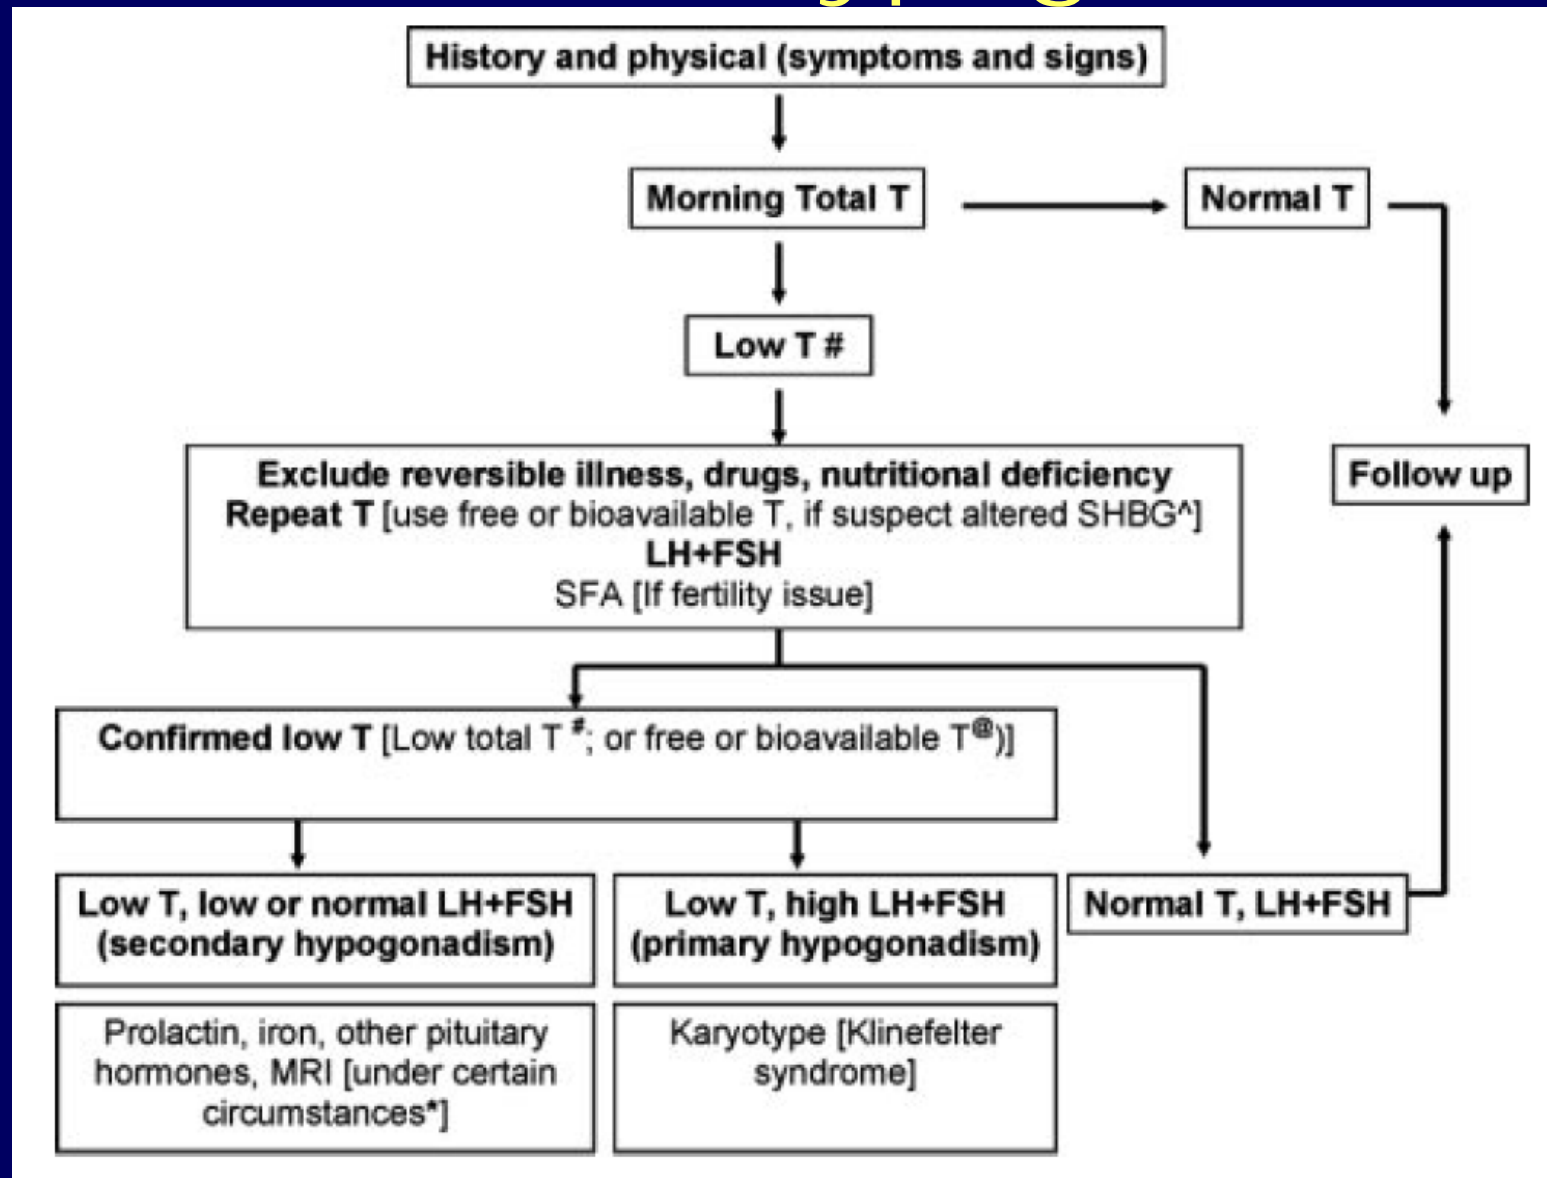 History and physical (symptoms and signs)
Morning Total T
Normal T
Low T #
Exclude reversible illness, drugs, nutritional deficiency
Repeat T [use free or bioavailable T, if suspect altered SHBG^]
LH+FSH
SFA [If fertility issue]
Follow up
Confirmed low T [Low total T #; or free or bioavailable T@)]
Low T, low or normal LH+FSH
(secondary hypogonadism)
Low T, high LH+FSH
(primary hypogonadism)
Normal T, LH+FSH
Prolactin, iron, other pituitary
hormones, MRI [under certain
circumstances*]
Karyotype [Klinefelter
syndrome]